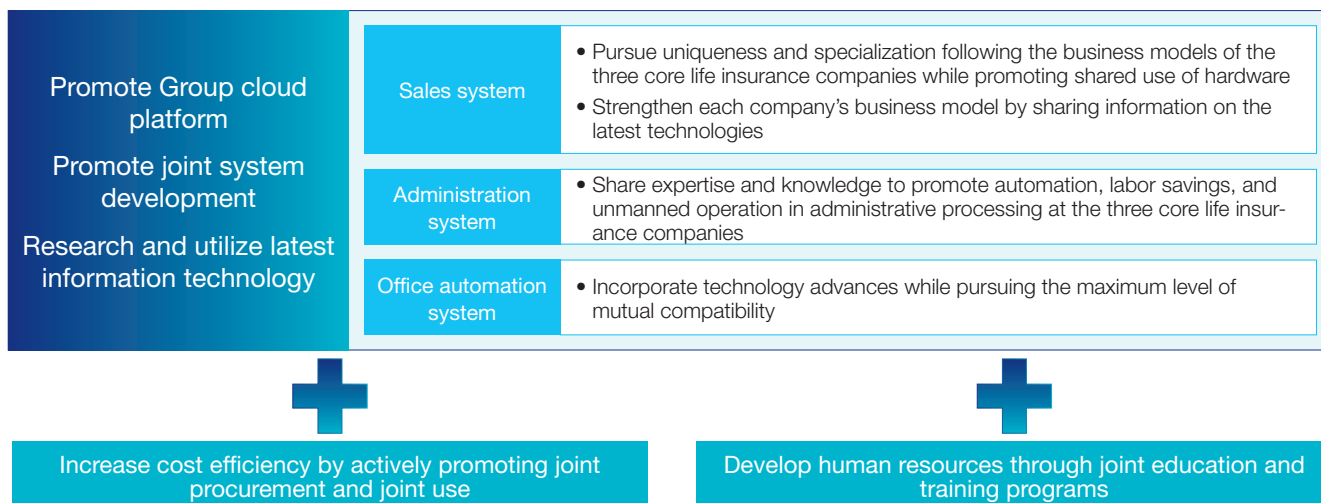 Promote Group cloud
platform
Promote joint system
development
Research and utilize latest
information technology
Sales system
• Pursue uniqueness and specialization following the business models of the
three core life insurance companies while promoting shared use of hardware
• Strengthen each company’s business model by sharing information on the
latest technologies
Administration
system
• Share expertise and knowledge to promote automation, labor savings, and
unmanned operation in administrative processing at the three core life insur-
ance companies
Office automation
system
• Incorporate technology advances while pursuing the maximum level of
mutual compatibility
Increase cost efficiency by actively promoting joint
procurement and joint use
Develop human resources through joint education and
training programs